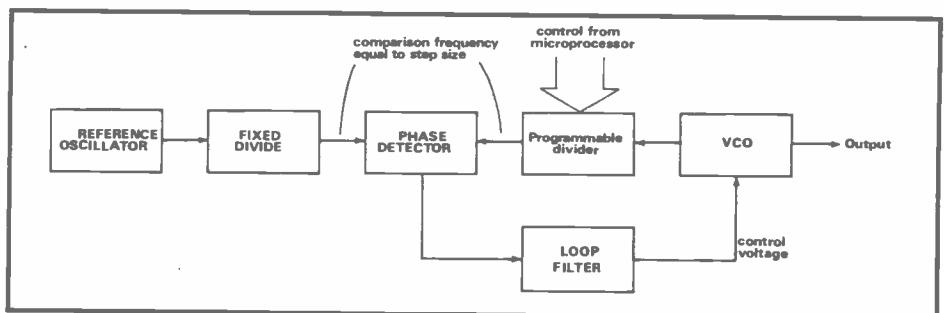 comparison frequency
equal to step size
control from
microprocessor
REFERENCE
OSCILLATOR
FIXED
DIVIDE
PHASE
DETECTOR
Programmable
divider
VCO
Output
LOOP
FILTER
control
voltage